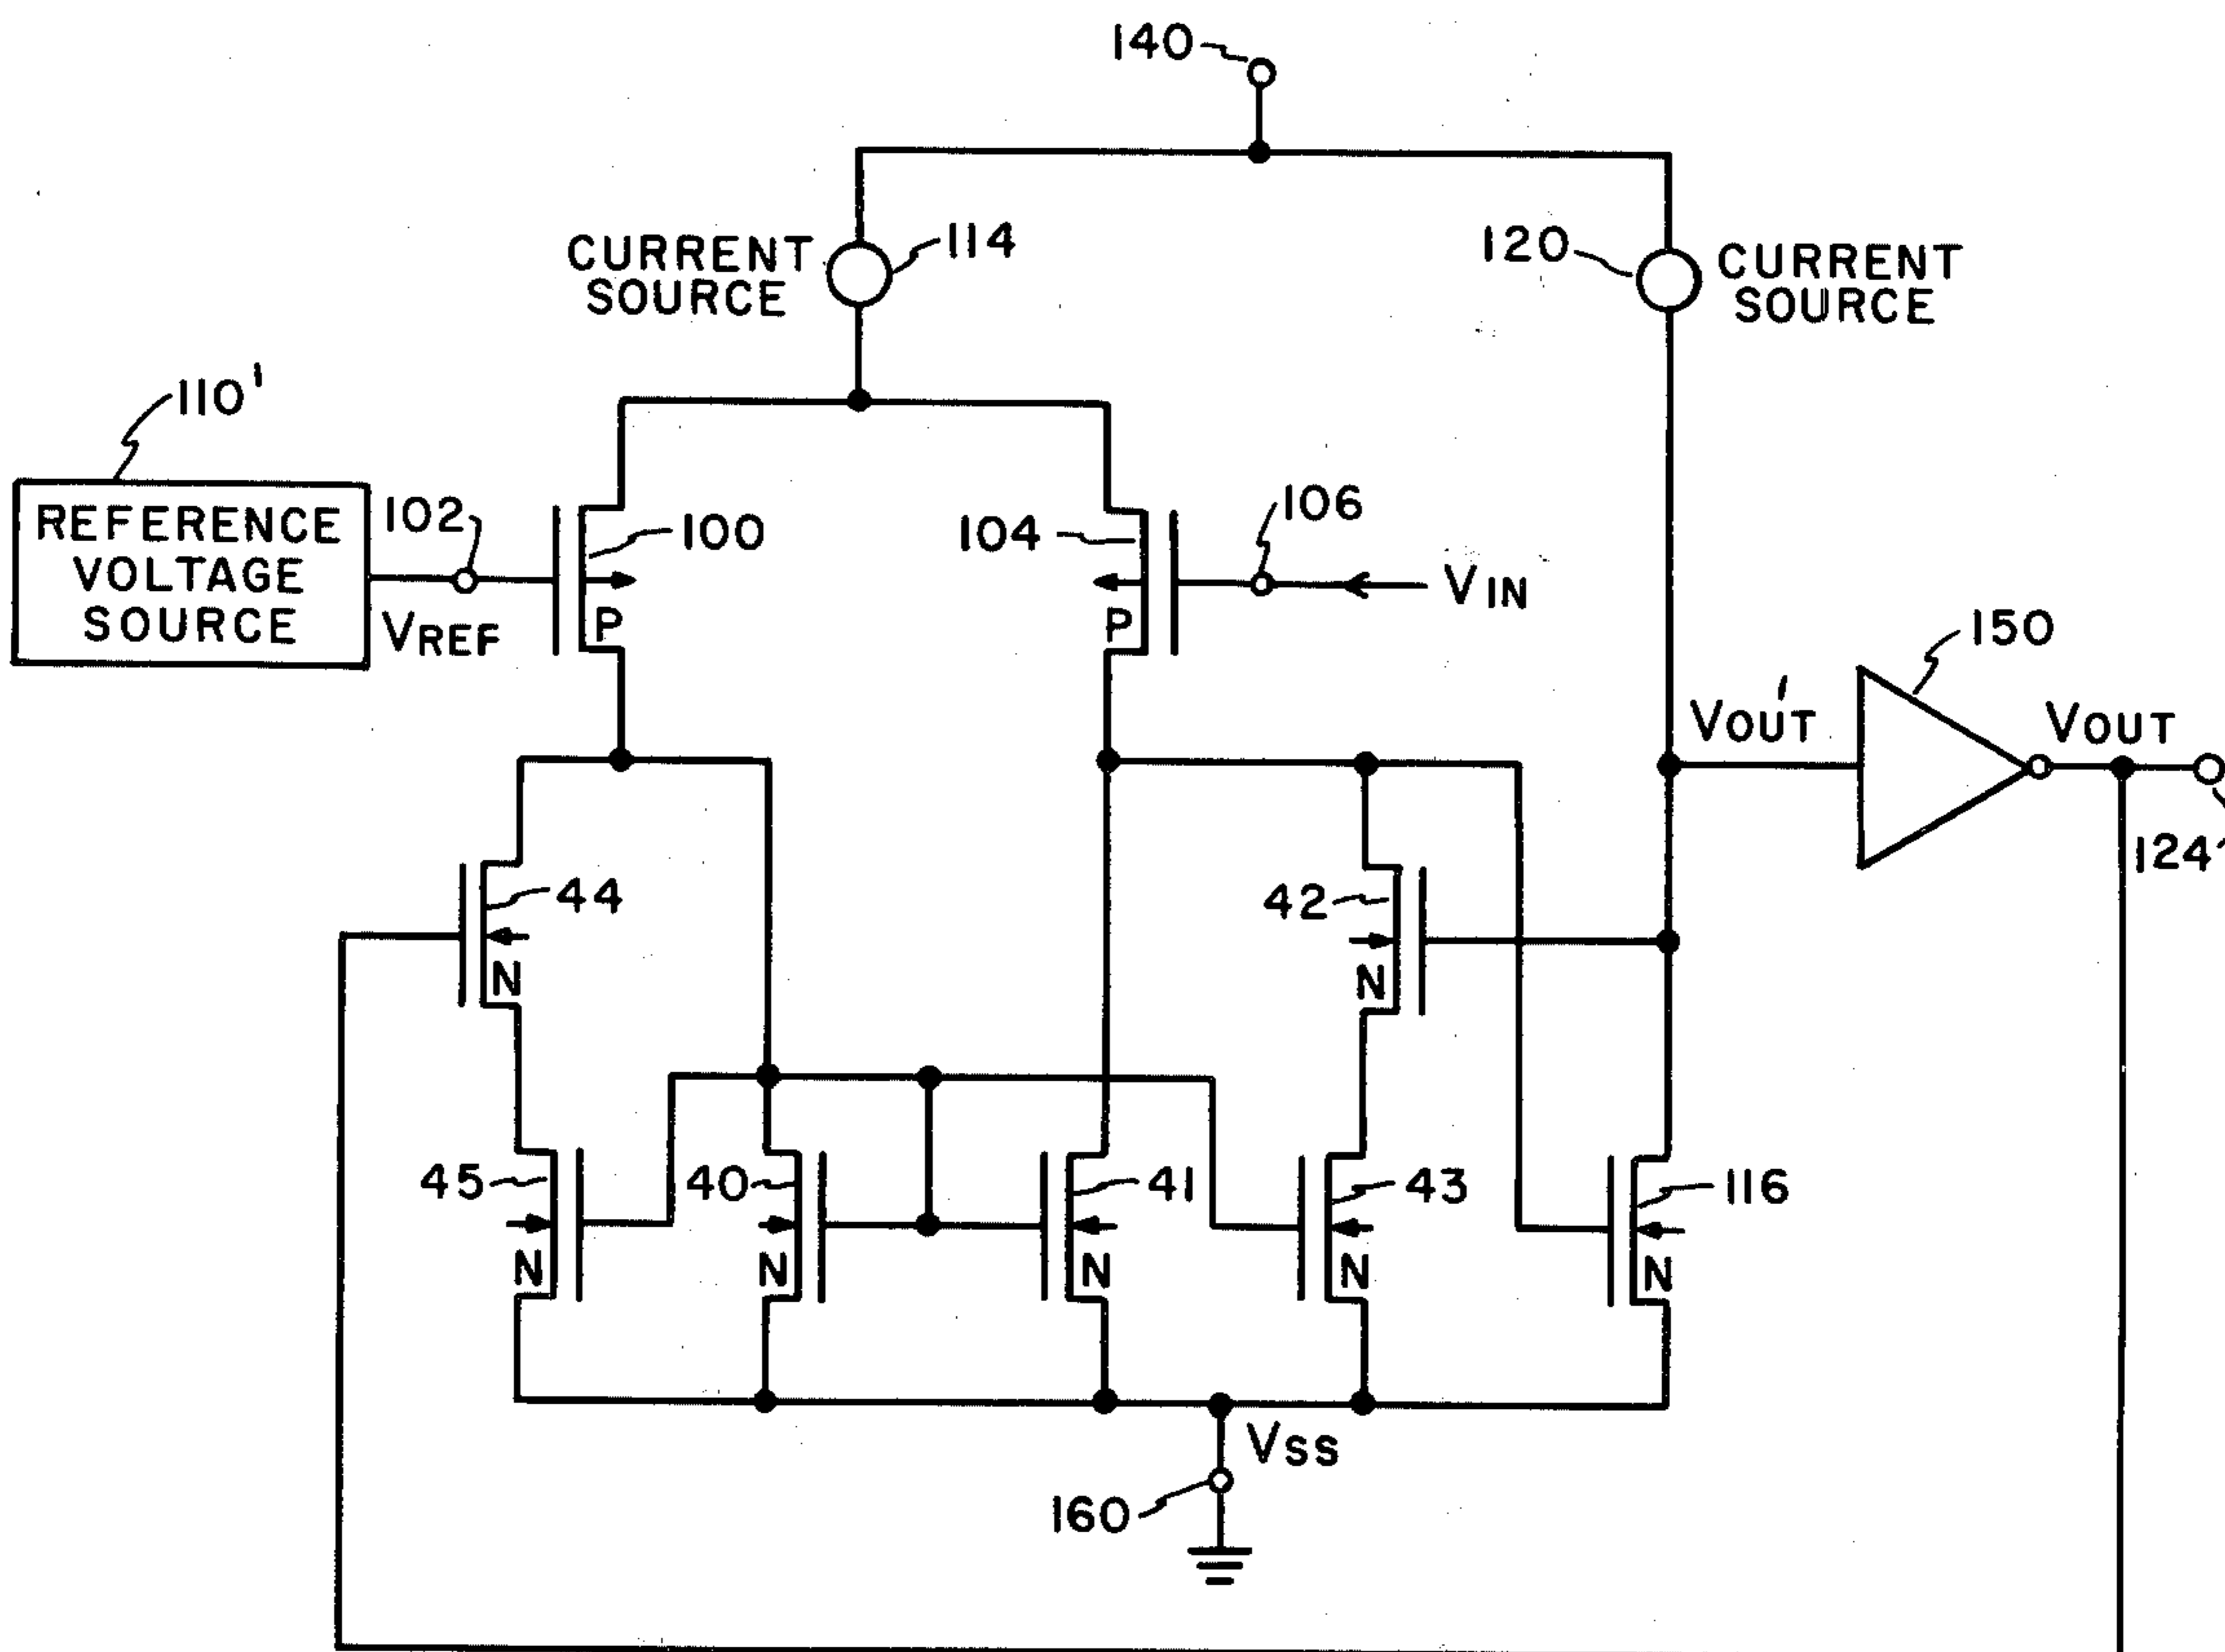 140
CURRENT
SOURCE
114
120
CURRENT
SOURCE
110'
REFERENCE
VOLTAGE
SOURCE
102
VREF
100
P
104
P
106
VIN
150
VOUT'
VOUT
124
44
N
42
N
45
N
40
N
41
N
43
N
116
N
VSS
160